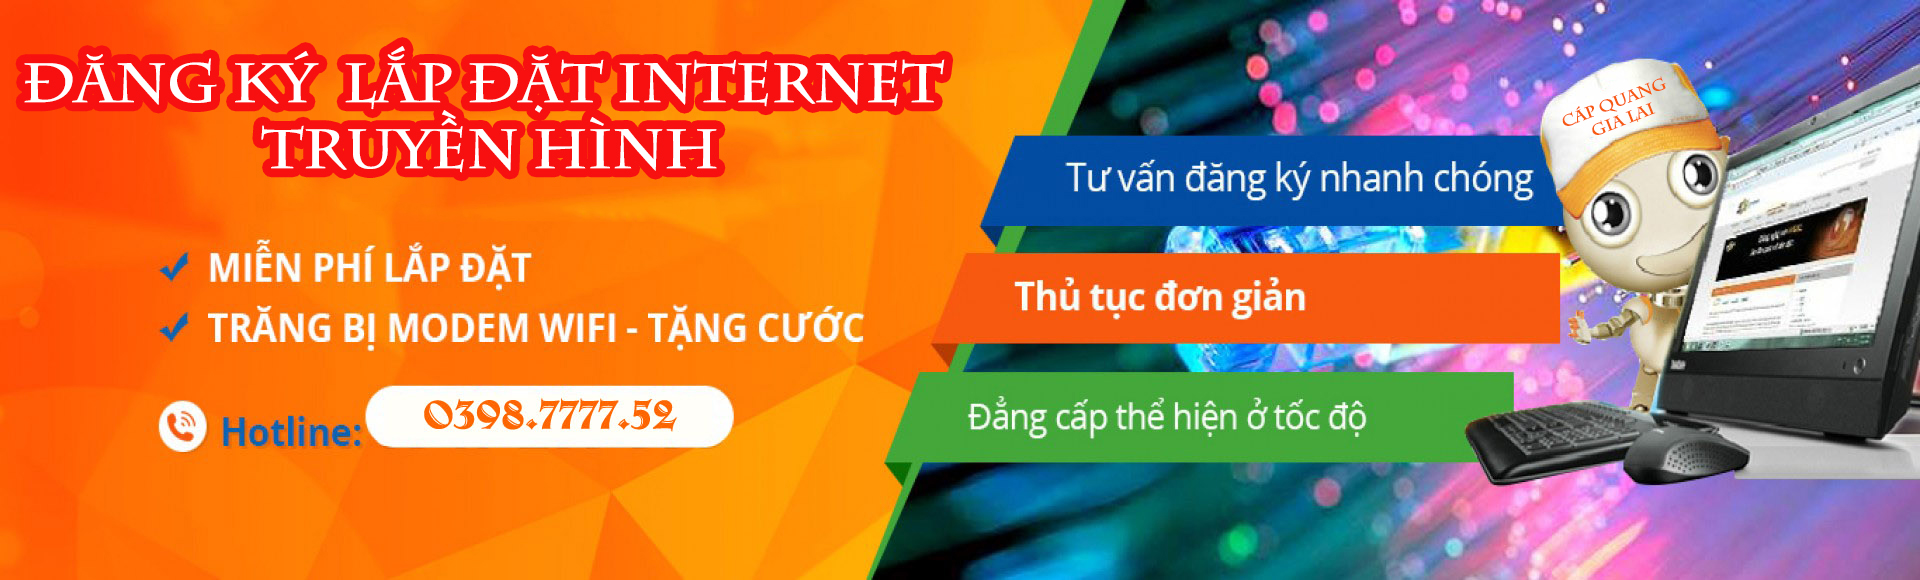 ĐĂNG KÝ LẮP ĐẶT INTERNET
TRUYỀN HÌNH
MIỄN PHÍ LẮP ĐẶT
TRĂNG BỊ MODEM WIFI - TẶNG CƯỚC
Hotline: 0398.7777.52
Tư vấn đăng ký nhanh chóng
Thủ tục đơn giản
Đẳng cấp thể hiện ở tốc độ
CÁP QUANG
GIA LAI